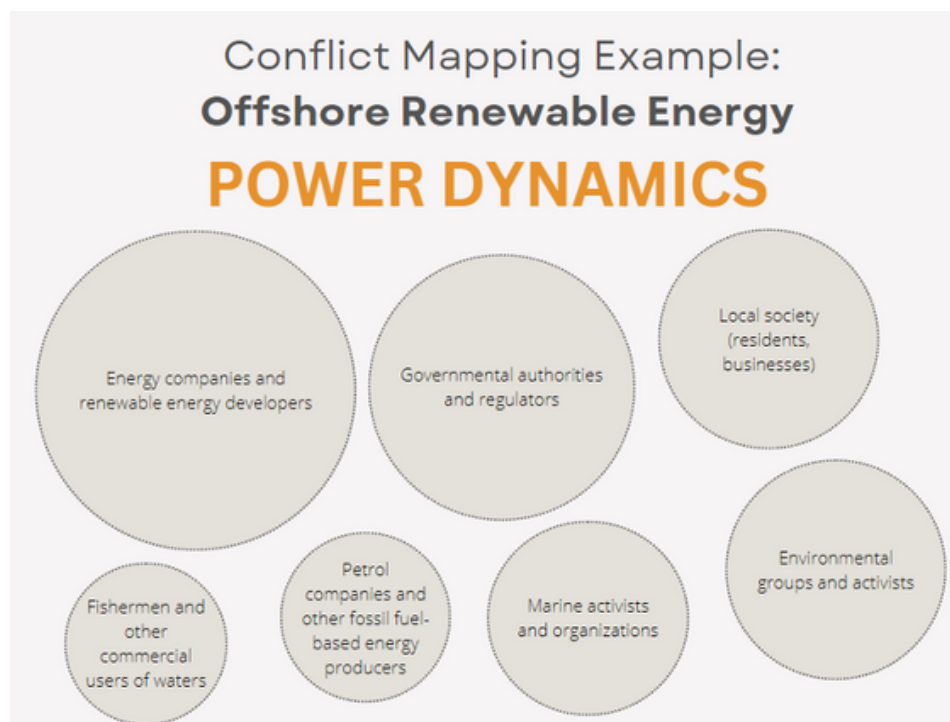 Conflict Mapping Example:
Offshore Renewable Energy
POWER DYNAMICS
Energy companies and
renewable energy developers
Governmental authorities
and regulators
Local society
(residents,
businesses)
Fishermen and
other
commercial
users of waters
Petrol
companies and
other fossil fuel-
based energy
producers
Marine activists
and organizations
Environmental
groups and activists